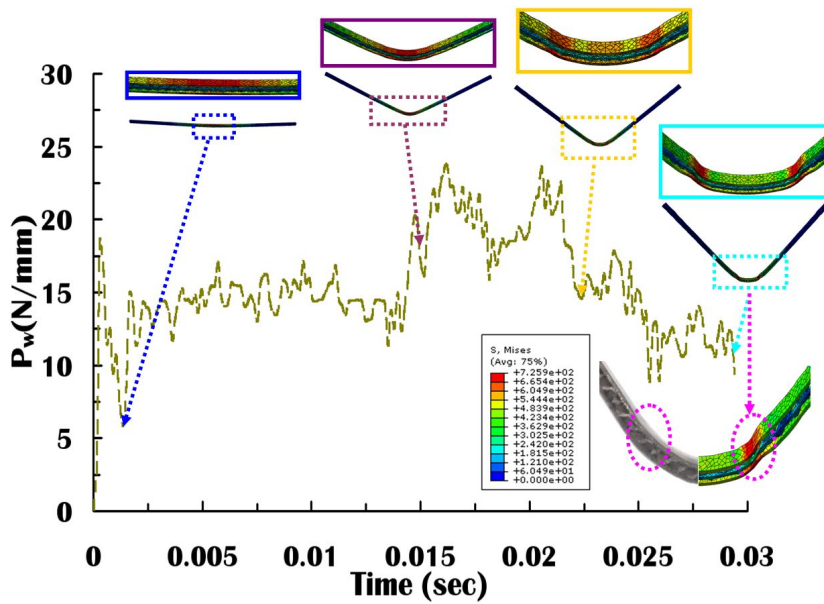 30
25
20
15
10
5
0
P_w(N/mm)
S, Mises
(Avg: 75%)
+7.259e+02
+6.654e+02
+6.049e+02
+5.444e+02
+4.839e+02
+4.234e+02
+3.629e+02
+3.025e+02
+2.420e+02
+1.815e+02
+1.210e+02
+6.049e+01
+0.000e+00
0 0.005 0.01 0.015 0.02 0.025 0.03
Time (sec)